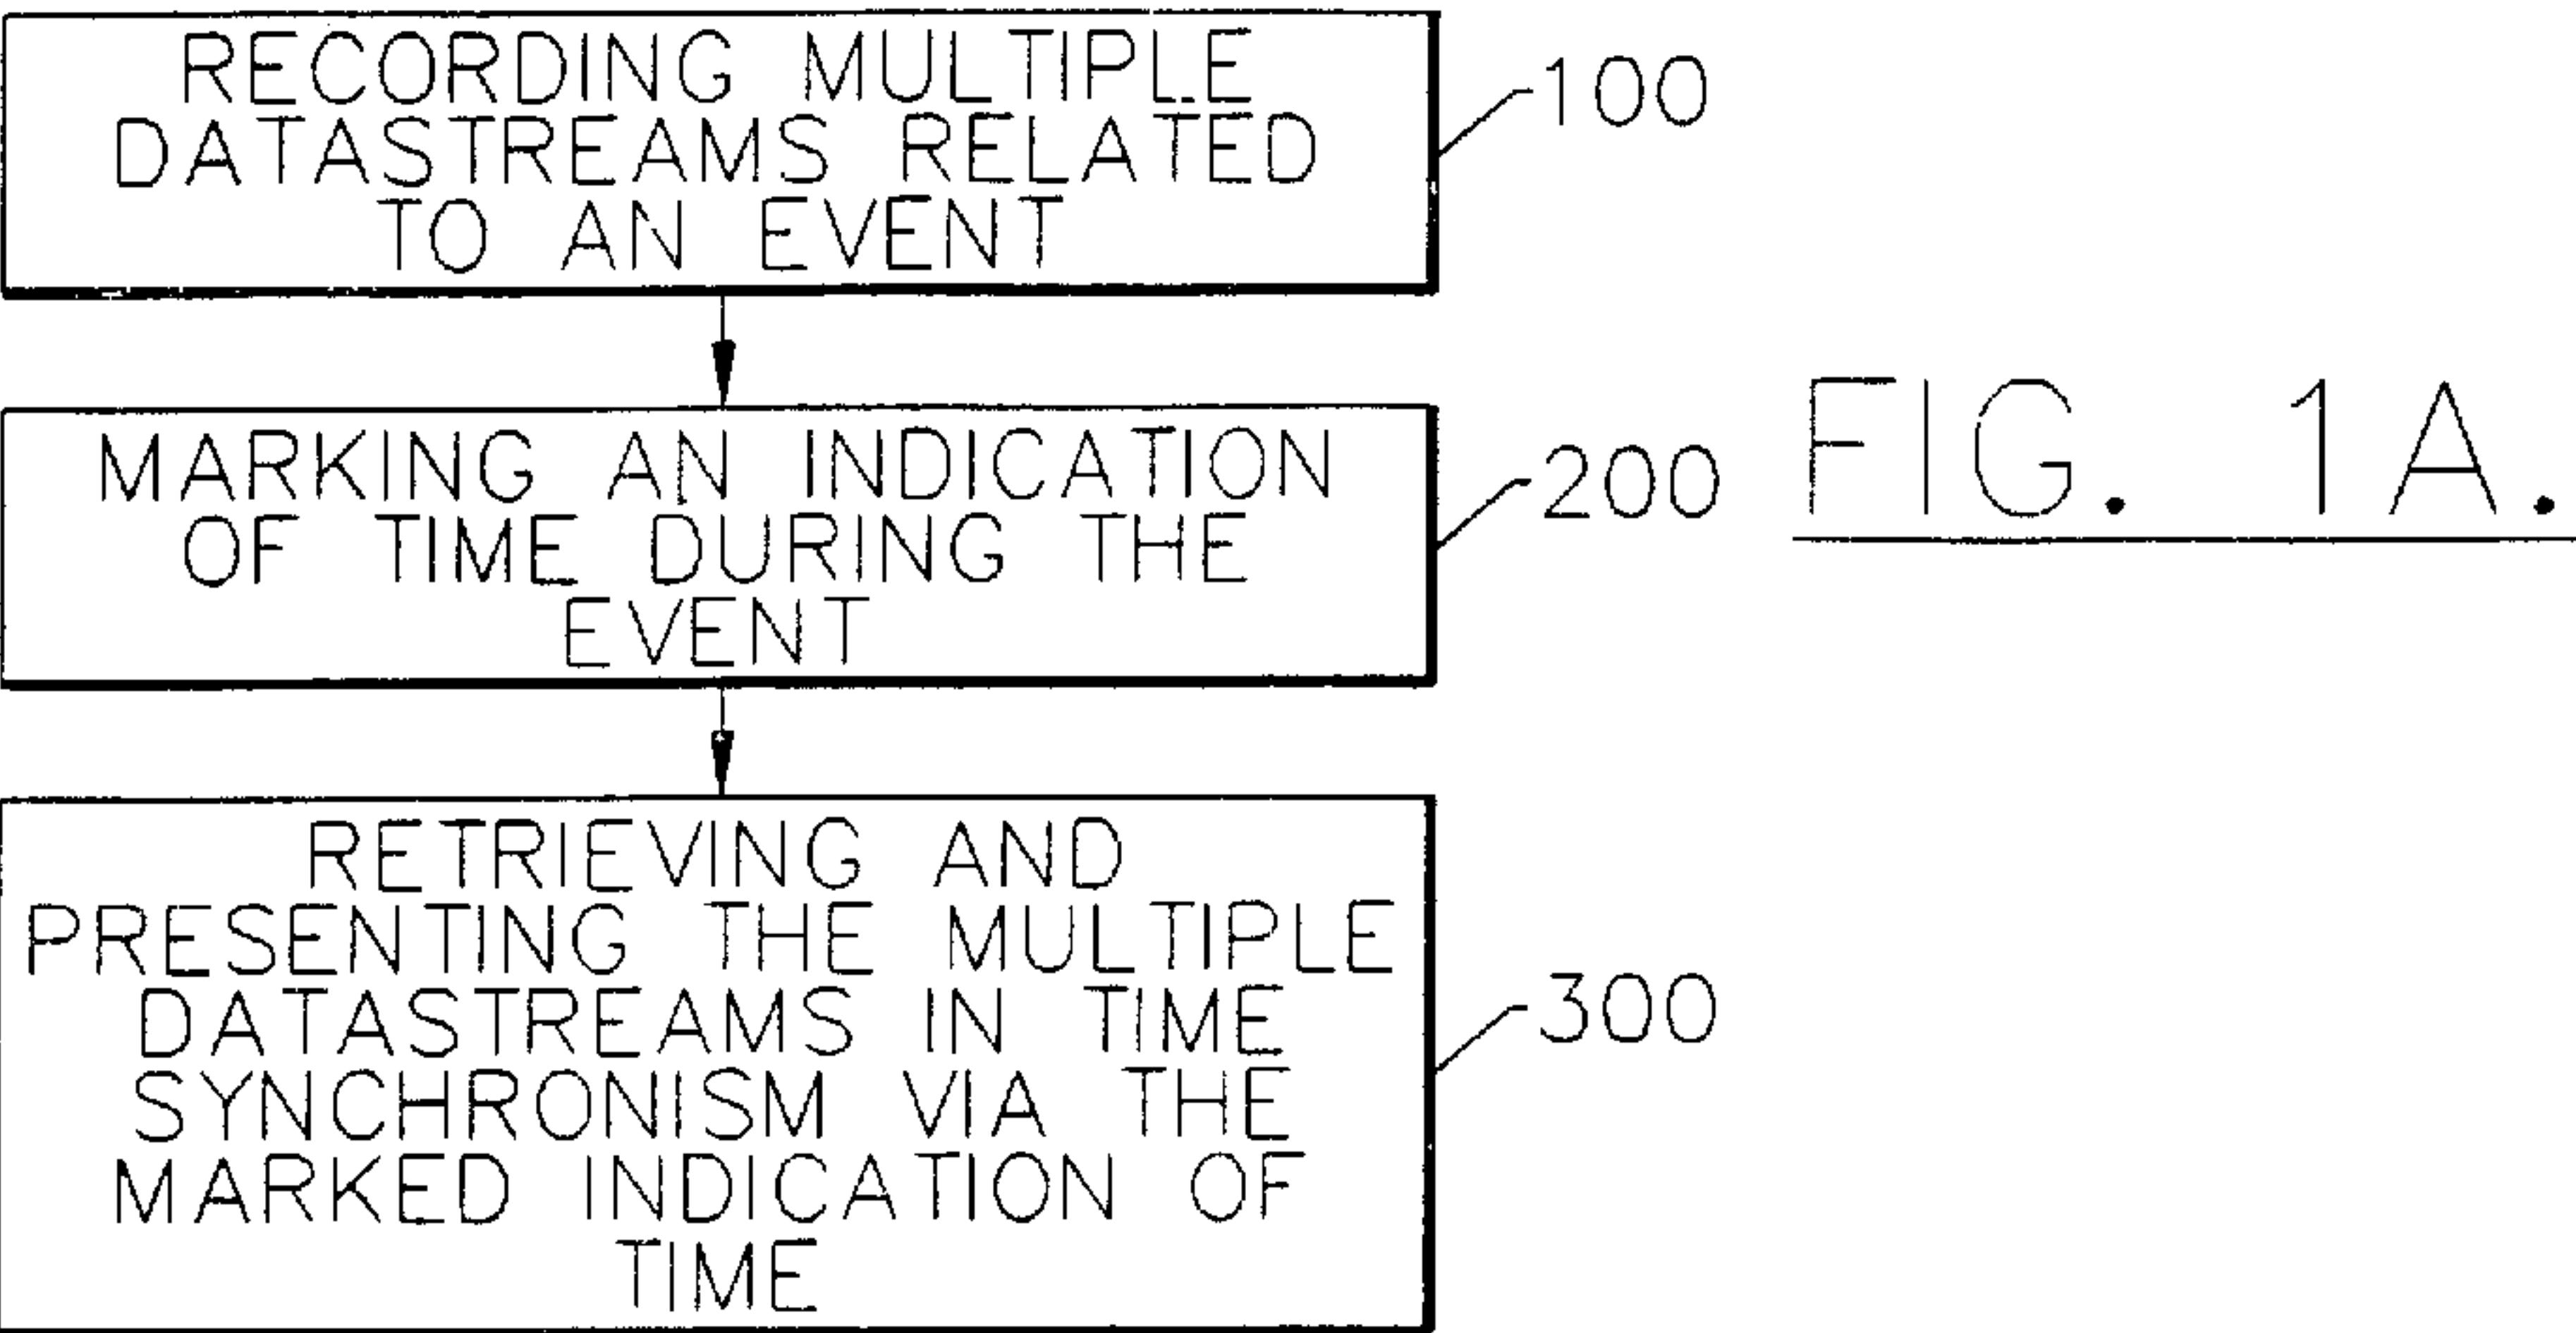 RECORDING MULTIPLE
DATASTREAMS RELATED
TO AN EVENT
100
MARKING AN INDICATION
OF TIME DURING THE
EVENT
200
FIG. 1A.
RETRIEVING AND
PRESENTING THE MULTIPLE
DATASTREAMS IN TIME
SYNCHRONISM VIA THE
MARKED INDICATION OF
TIME
300